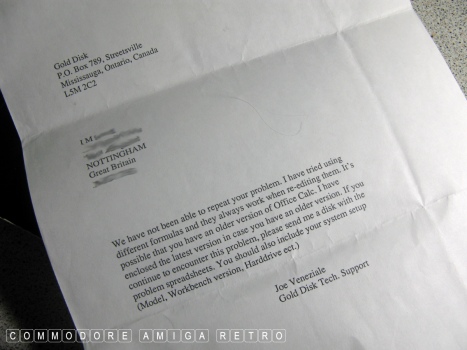 Gold Disk
P.O. Box 789, Streetsville
Mississauga, Ontario, Canada
L5M 2C2
I M
NOTTINGHAM
Great Britain
We have not been able to repeat your problem. I have tried using
different formulas and they always work when re-editing them. It's
possible that you have an older version of Office Calc. I have
enclosed the latest version in case you have an older version. If you
continue to encounter this problem, please send me a disk with the
problem spreadsheets. You should also include your system setup
(Model, Workbench version, Harddrive ect.)
Joe Veneziale
Gold Disk Tech. Support
COMMODORE AMIGA RETRO